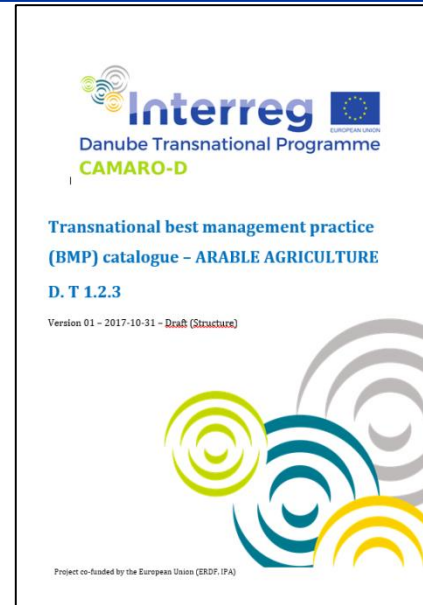 Interreg
EUROPEAN UNION
Danube Transnational Programme
CAMARO-D
Transnational best management practice
(BMP) catalogue – ARABLE AGRICULTURE
D. T 1.2.3
Version 01 – 2017-10-31 – Draft (Structure)
Project co-funded by the European Union (ERDF, IPA)